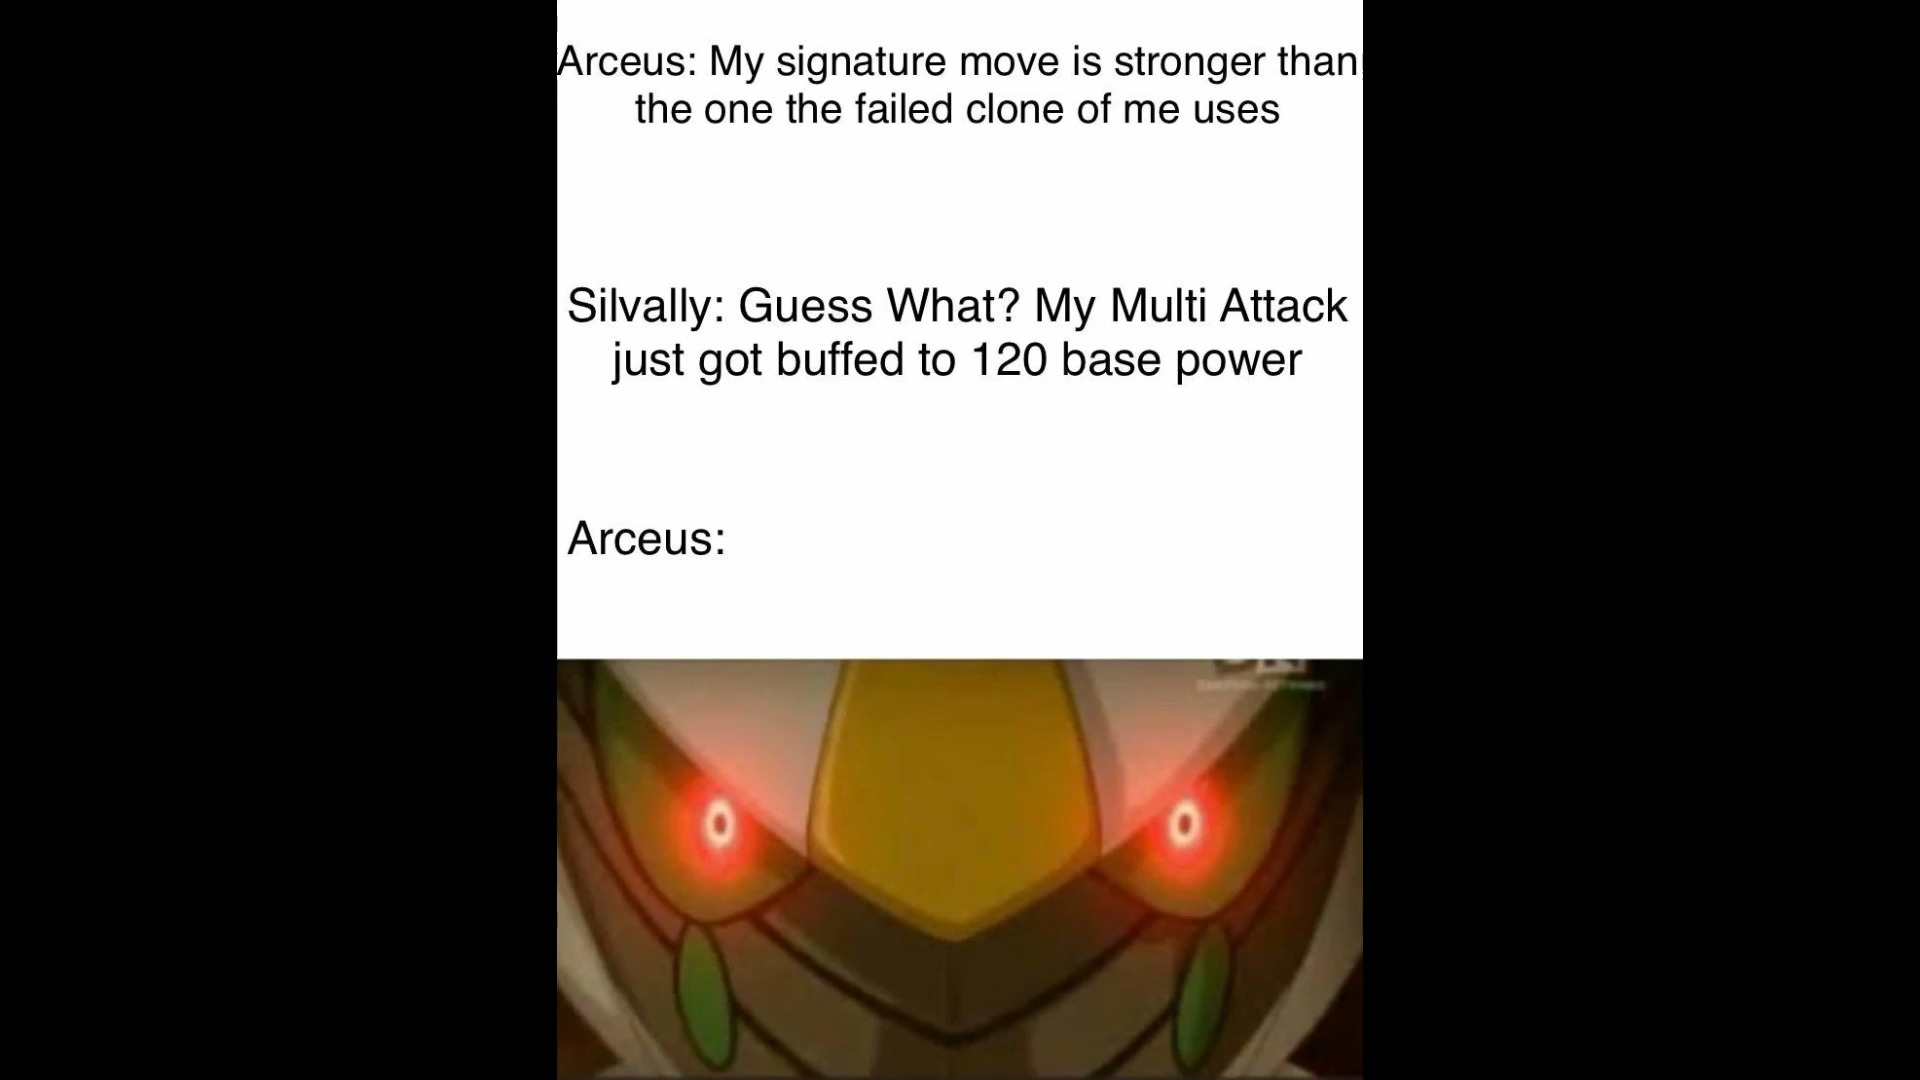 Arceus: My signature move is stronger than
the one the failed clone of me uses
Silvally: Guess What? My Multi Attack
just got buffed to 120 base power
Arceus: